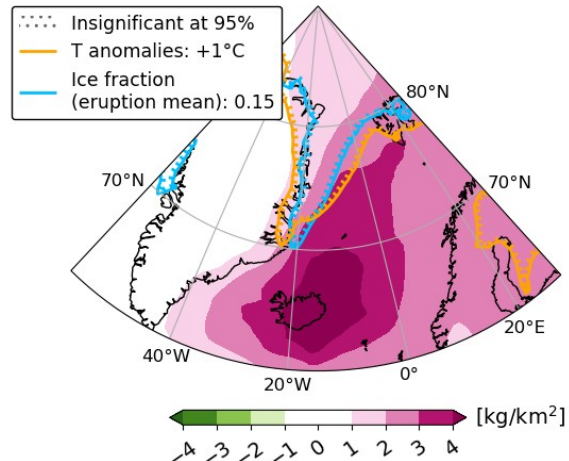 Insignificant at 95%
T anomalies: +1°C
Ice fraction
(eruption mean): 0.15
80°N
70°N
70°N
20°E
40°W
20°W
0°
[kg/km²]
−4 −3 −2 −1 0 1 2 3 4